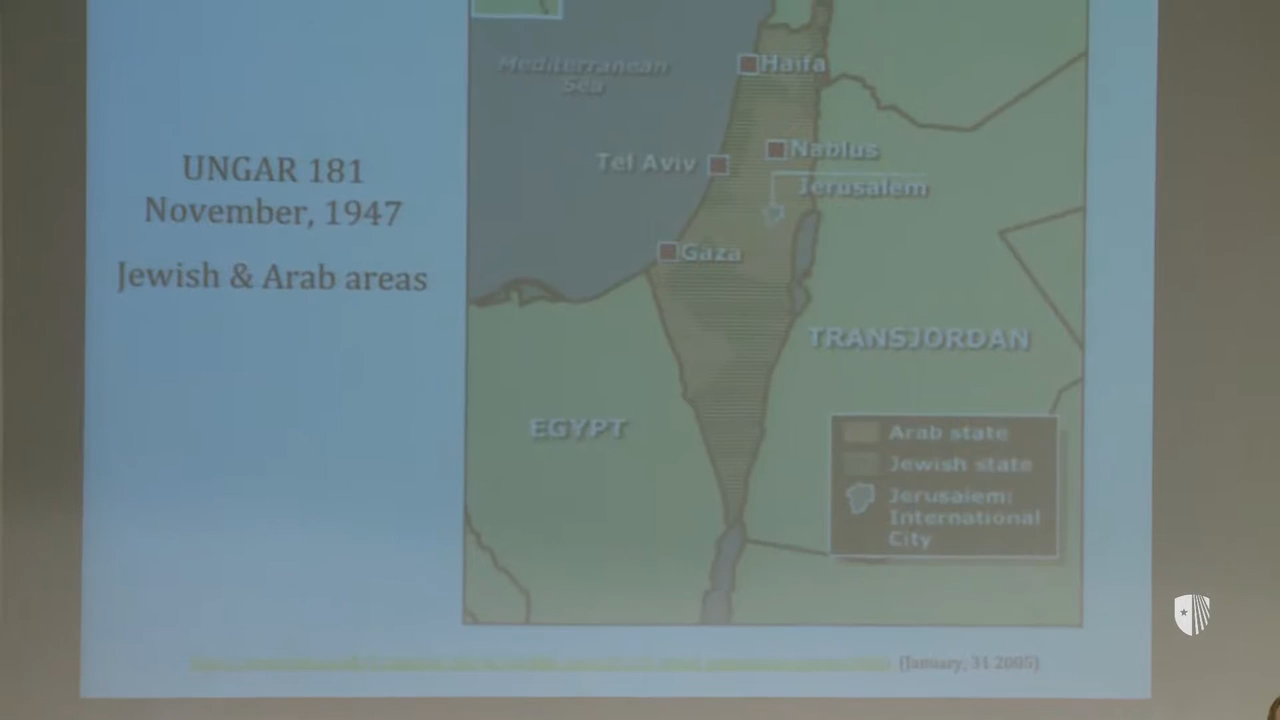 UNGAR 181
November, 1947
Jewish & Arab areas
Mediterranean
Sea
Haifa
Nablus
Tel Aviv
Jerusalem
Gaza
TRANSJORDAN
EGYPT
Arab state
Jewish state
Jerusalem:
International
City
(January, 31 2005)